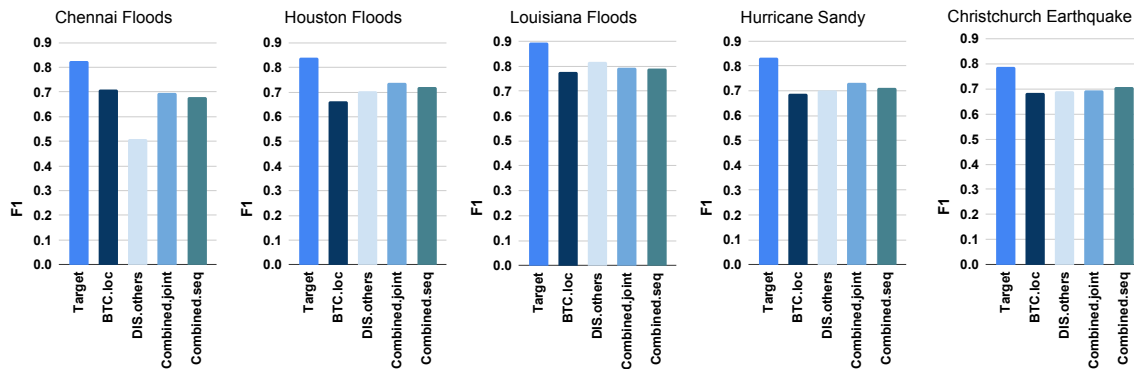 Chennai Floods
F1
0.9
0.8
0.7
0.6
0.5
0.4
0.3
0.2
0.1
0.0
Target
BTC.loc
DIS.others
Combined.joint
Combined.seq
Houston Floods
F1
0.9
0.8
0.7
0.6
0.5
0.4
0.3
0.2
0.1
0.0
Target
BTC.loc
DIS.others
Combined.joint
Combined.seq
Louisiana Floods
F1
0.9
0.8
0.7
0.6
0.5
0.4
0.3
0.2
0.1
0.0
Target
BTC.loc
DIS.others
Combined.joint
Combined.seq
Hurricane Sandy
F1
0.9
0.8
0.7
0.6
0.5
0.4
0.3
0.2
0.1
0.0
Target
BTC.loc
DIS.others
Combined.joint
Combined.seq
Christchurch Earthquake
F1
0.9
0.8
0.7
0.6
0.5
0.4
0.3
0.2
0.1
0.0
Target
BTC.loc
DIS.others
Combined.joint
Combined.seq